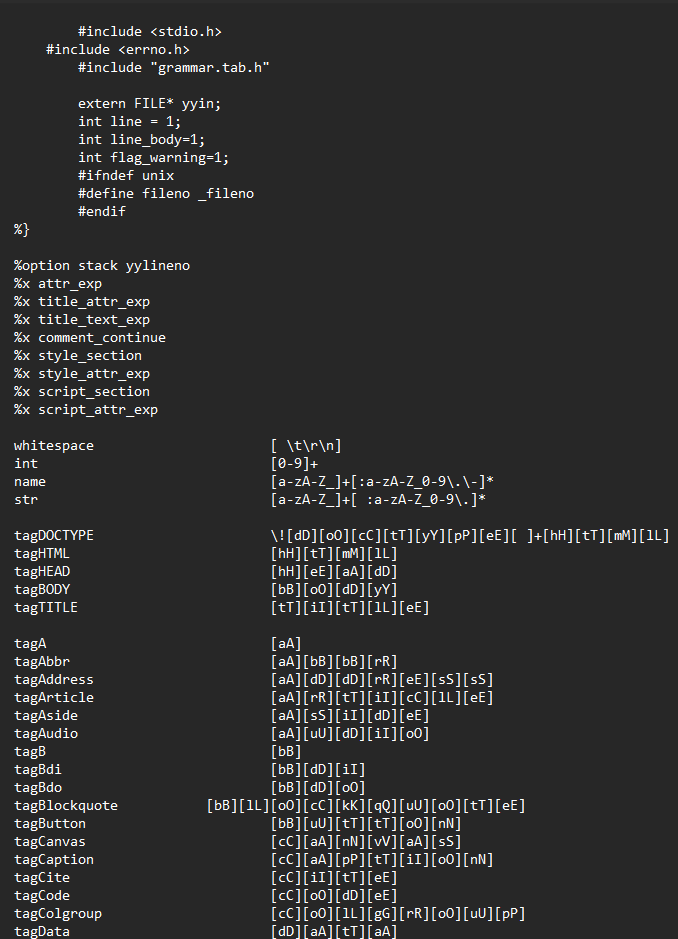 #include <stdio.h>
#include <errno.h>
#include "grammar.tab.h"
extern FILE* yyin;
int line = 1;
int line_body=1;
int flag_warning=1;
#ifndef unix
#define fileno _fileno
#endif
%}
%option stack yylineno
%x attr_exp
%x title_attr_exp
%x title_text_exp
%x comment_continue
%x style_section
%x style_attr_exp
%x script_section
%x script_attr_exp
whitespace [ \t\r\n]
int [0-9]+
name [a-zA-Z_]+[:a-zA-Z_0-9\.\-]*
str [a-zA-Z_]+[ :a-zA-Z_0-9\.]*
tagDOCTYPE \![dD][oO][cC][tT][yY][pP][eE][ ]+[hH][tT][mM][lL]
tagHTML [hH][tT][mM][lL]
tagHEAD [hH][eE][aA][dD]
tagBODY [bB][oO][dD][yY]
tagTITLE [tT][iI][tT][lL][eE]
tagA [aA]
tagAbbr [aA][bB][bB][rR]
tagAddress [aA][dD][dD][rR][eE][sS][sS]
tagArticle [aA][rR][tT][iI][cC][lL][eE]
tagAside [aA][sS][iI][dD][eE]
tagAudio [aA][uU][dD][iI][oO]
tagB [bB]
tagBdi [bB][dD][iI]
tagBdo [bB][dD][oO]
tagBlockquote [bB][lL][oO][cC][kK][qQ][uU][oO][tT][eE]
tagButton [bB][uU][tT][tT][oO][nN]
tagCanvas [cC][aA][nN][vV][aA][sS]
tagCaption [cC][aA][pP][tT][iI][oO][nN]
tagCite [cC][iI][tT][eE]
tagCode [cC][oO][dD][eE]
tagColgroup [cC][oO][lL][gG][rR][oO][uU][pP]
tagData [dD][aA][tT][aA]